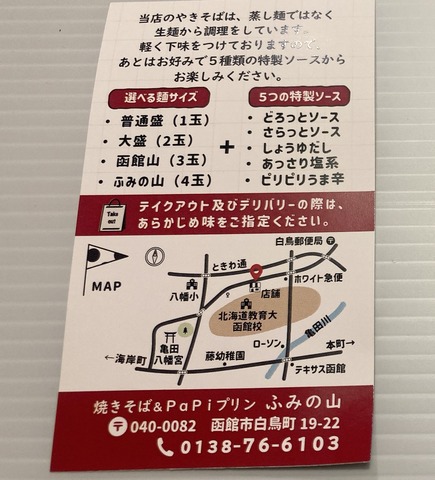 当店のやきそばは、蒸し麺ではなく
生麺から調理をしています。
軽く下味をつけておりますので、
あとはお好みで5種類の特製ソースから
お楽しみください。
選べる麺サイズ
・普通盛（1玉）
・大盛（2玉）
・函館山（3玉）
・ふみの山（4玉）
+
5つの特製ソース
・どろっとソース
・さらっとソース
・しょうゆだし
・あっさり塩系
・ピリピリうま辛
Take out
テイクアウト及びデリバリーの際は、
あらかじめ味をご指定ください。
MAP
白鳥郵便局 〒
ときわ通
ホワイト急便
八幡小
店舗
北海道教育大
函館校
亀田川
亀田
八幡宮
ローソン
本町→
←海岸町
藤幼稚園
テキサス函館
焼きそば&PaPiプリン ふみの山
〒040-0082 函館市白鳥町19-22
0138-76-6103